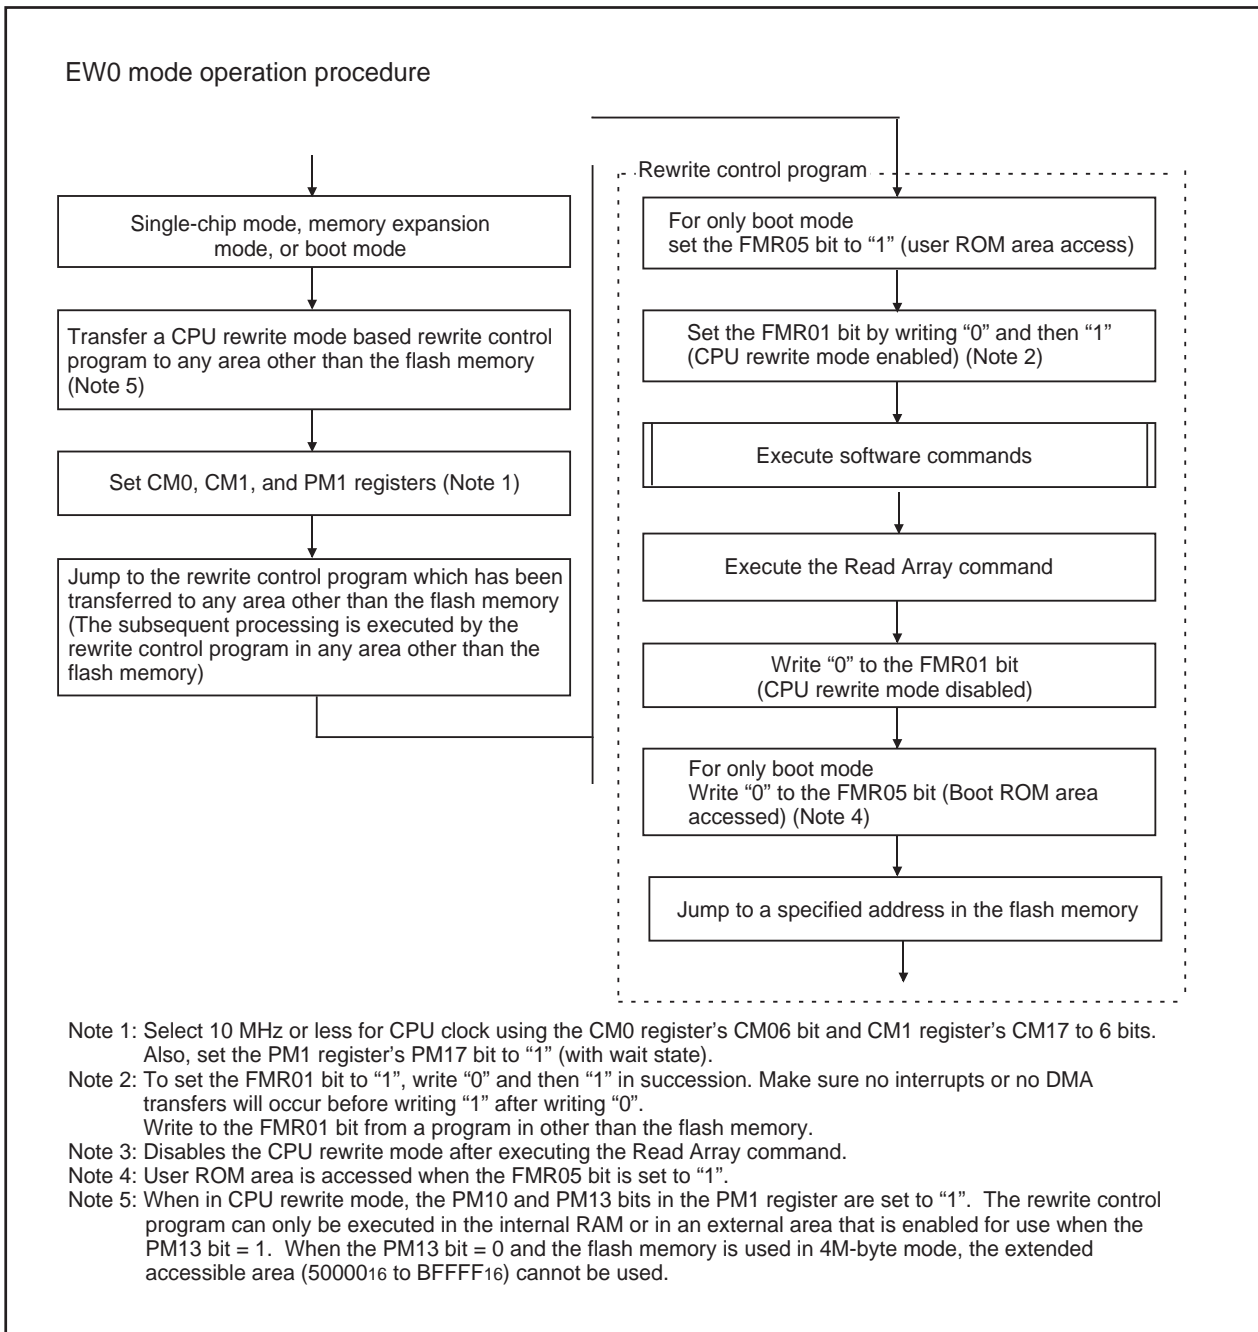 EW0 mode operation procedure
Single-chip mode, memory expansion
mode, or boot mode
Transfer a CPU rewrite mode based rewrite control
program to any area other than the flash memory
(Note 5)
Set CM0, CM1, and PM1 registers (Note 1)
Jump to the rewrite control program which has been
transferred to any area other than the flash memory
(The subsequent processing is executed by the
rewrite control program in any area other than the
flash memory)
Rewrite control program
For only boot mode
set the FMR05 bit to “1” (user ROM area access)
Set the FMR01 bit by writing “0” and then “1”
(CPU rewrite mode enabled) (Note 2)
Execute software commands
Execute the Read Array command
Write “0” to the FMR01 bit
(CPU rewrite mode disabled)
For only boot mode
Write “0” to the FMR05 bit (Boot ROM area
accessed) (Note 4)
Jump to a specified address in the flash memory
Note 1: Select 10 MHz or less for CPU clock using the CM0 register’s CM06 bit and CM1 register’s CM17 to 6 bits.
Also, set the PM1 register’s PM17 bit to “1” (with wait state).
Note 2: To set the FMR01 bit to “1”, write “0” and then “1” in succession. Make sure no interrupts or no DMA
transfers will occur before writing “1” after writing “0”.
Write to the FMR01 bit from a program in other than the flash memory.
Note 3: Disables the CPU rewrite mode after executing the Read Array command.
Note 4: User ROM area is accessed when the FMR05 bit is set to “1”.
Note 5: When in CPU rewrite mode, the PM10 and PM13 bits in the PM1 register are set to “1”. The rewrite control
program can only be executed in the internal RAM or in an external area that is enabled for use when the
PM13 bit = 1. When the PM13 bit = 0 and the flash memory is used in 4M-byte mode, the extended
accessible area (5000016 to BFFFF16) cannot be used.